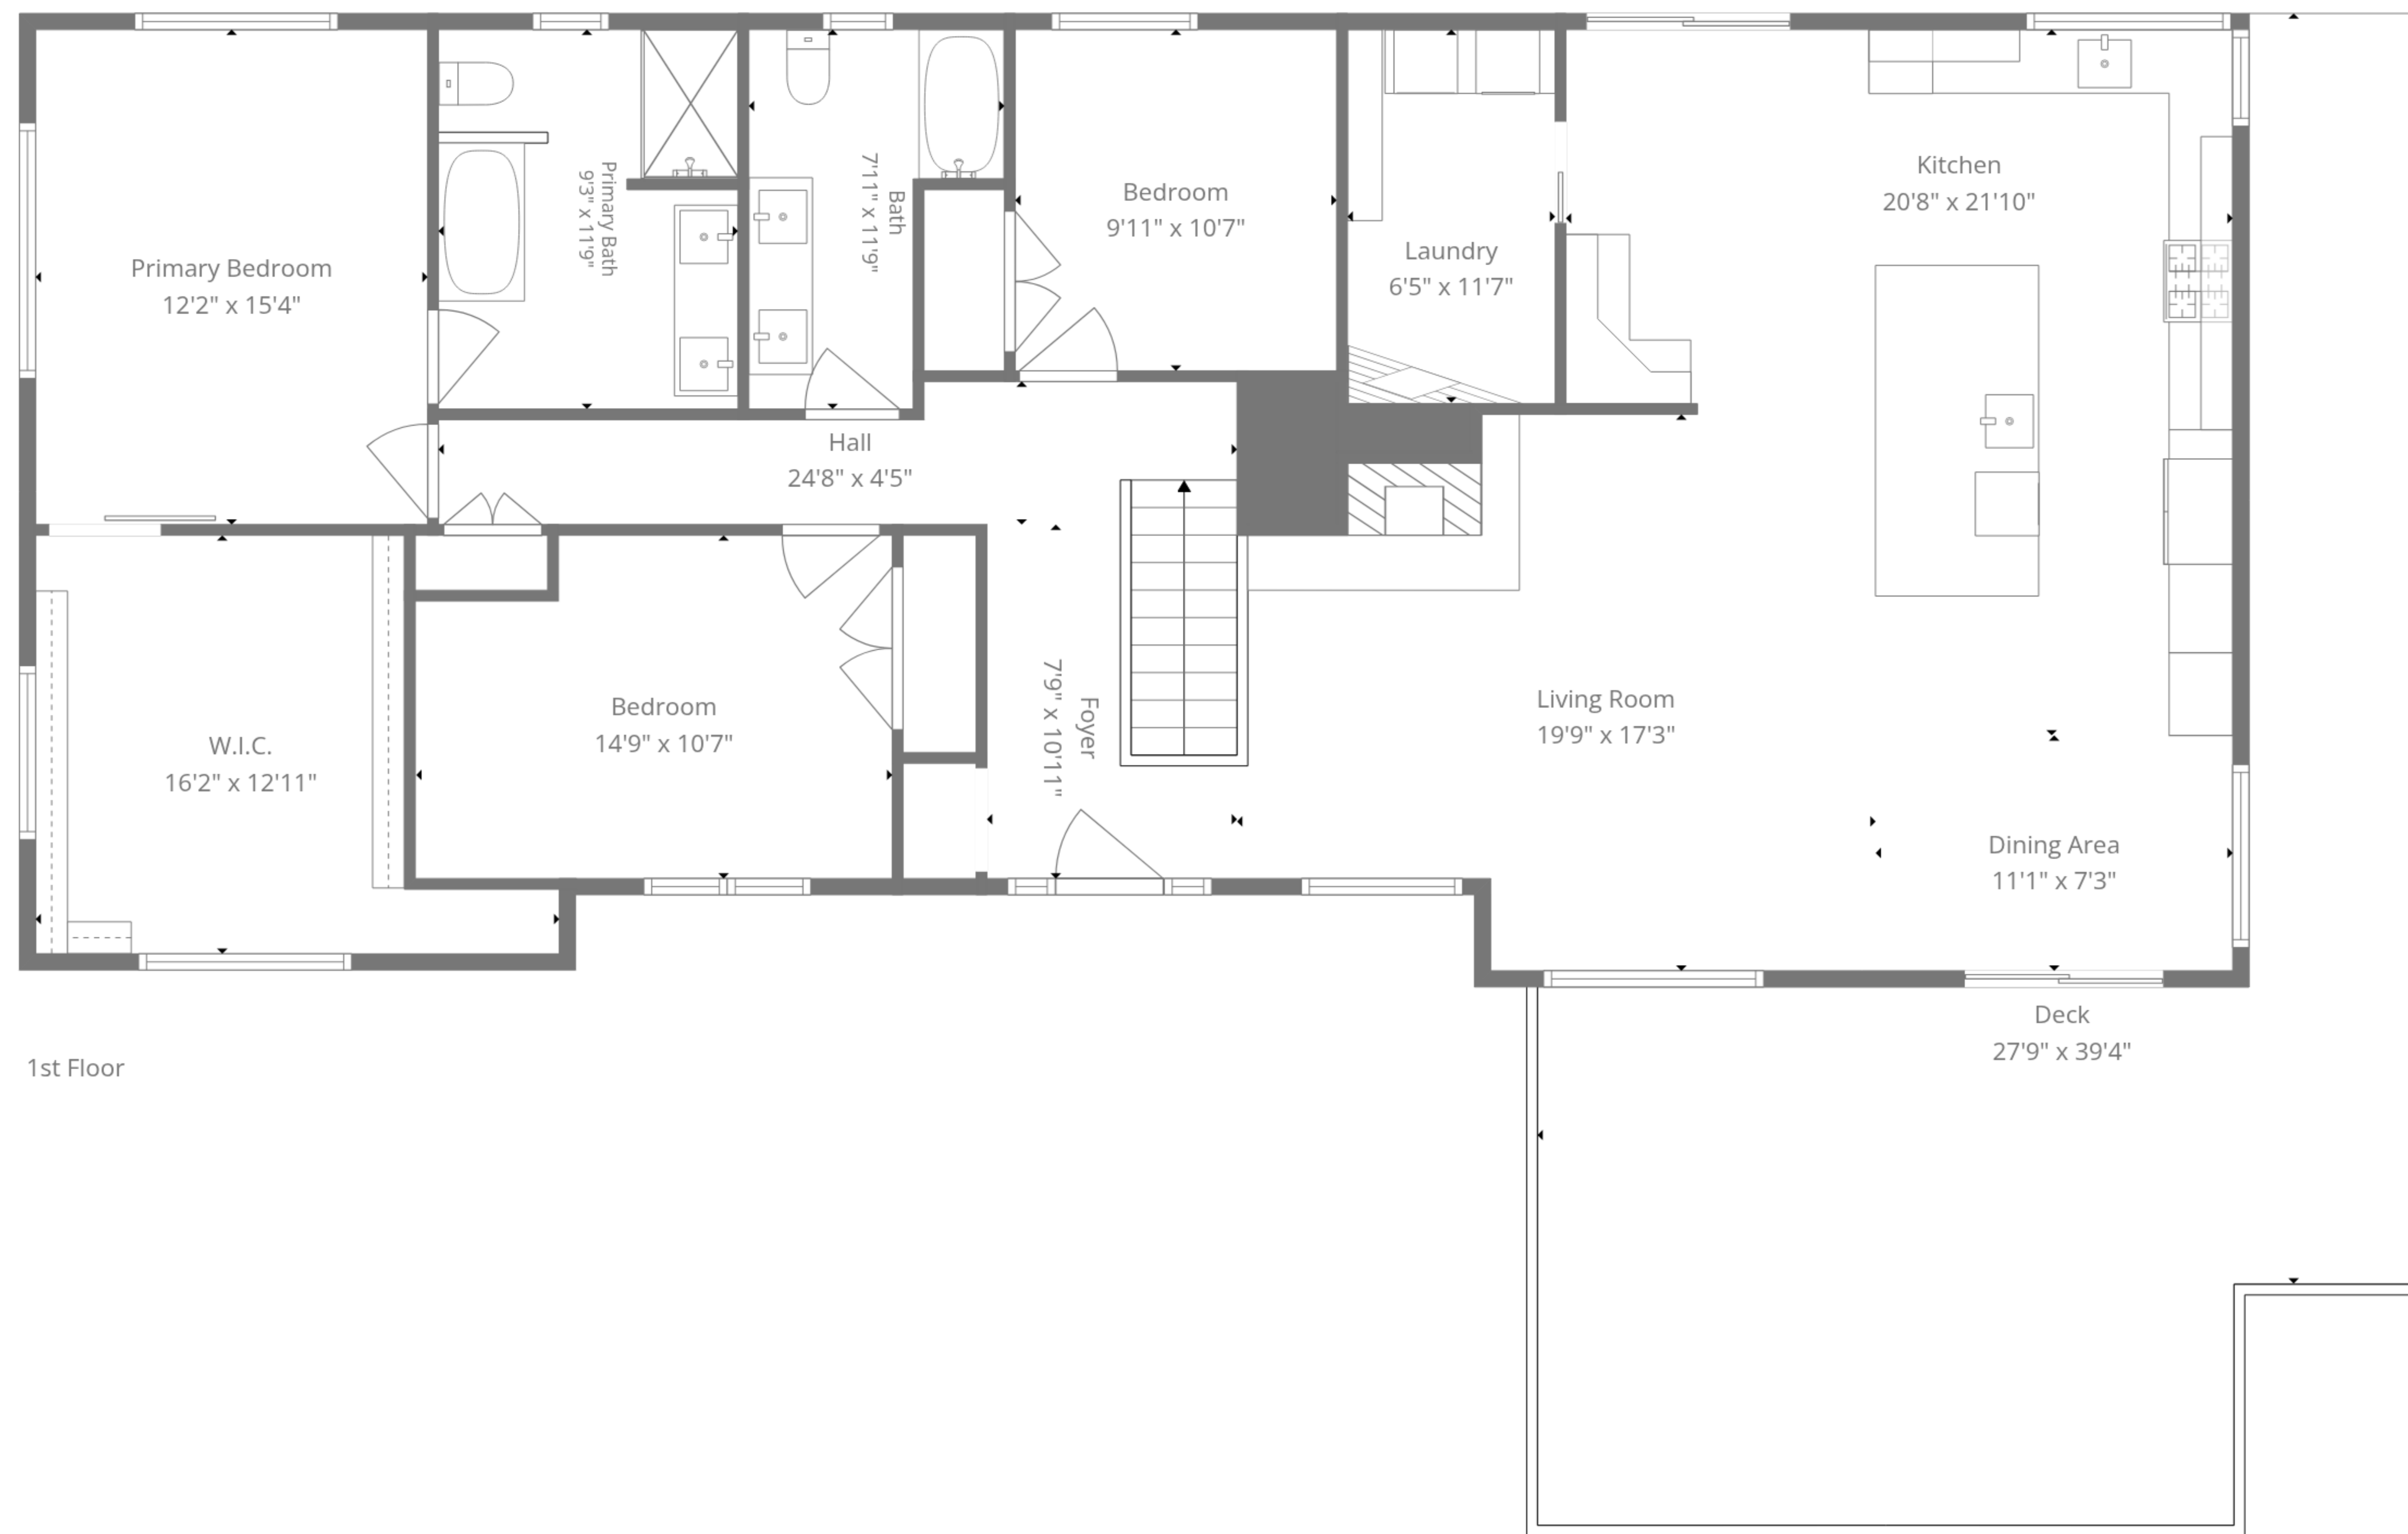 Primary Bedroom
12'2" x 15'4"
Primary Bath
9'3" x 11'9"
Bath
7'11" x 11'9"
Bedroom
9'11" x 10'7"
Laundry
6'5" x 11'7"
Kitchen
20'8" x 21'10"
Hall
24'8" x 4'5"
W.I.C.
16'2" x 12'11"
Bedroom
14'9" x 10'7"
Foyer
7'9" x 10'11"
Living Room
19'9" x 17'3"
Dining Area
11'1" x 7'3"
Deck
27'9" x 39'4"
1st Floor